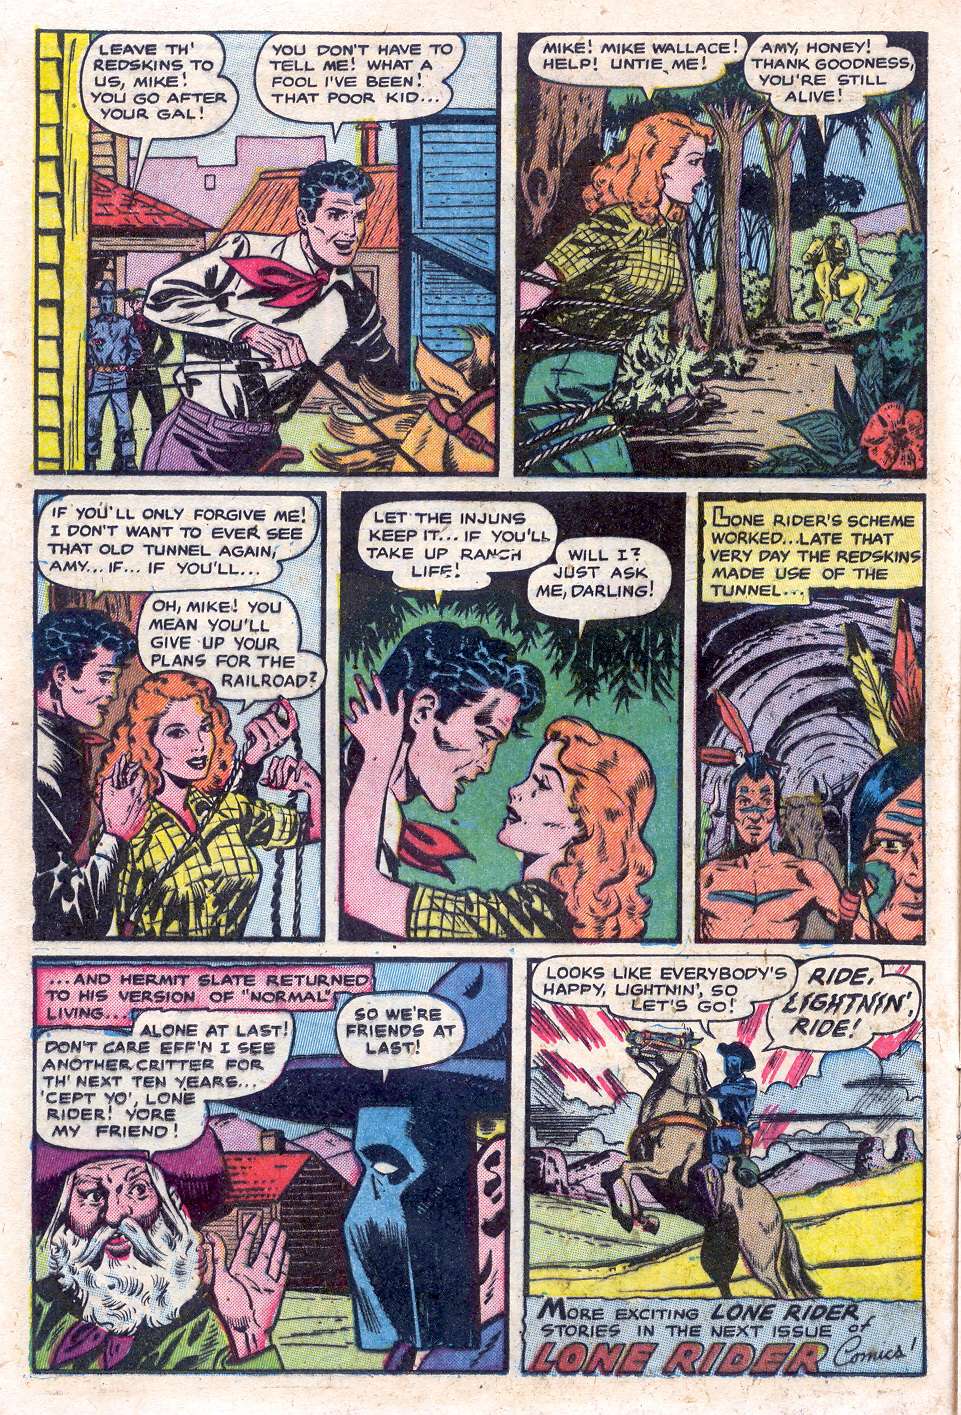 LEAVE TH'
REDSKINS TO
US, MIKE!
YOU GO AFTER
YOUR GAL!
YOU DON'T HAVE TO
TELL ME! WHAT A
FOOL I'VE BEEN!
THAT POOR KID...
MIKE! MIKE WALLACE!
HELP! UNTIE ME!
AMY, HONEY!
THANK GOODNESS,
YOU'RE STILL
ALIVE!
IF YOU'LL ONLY FORGIVE ME!
I DON'T WANT TO EVER SEE
THAT OLD TUNNEL AGAIN,
AMY... IF... IF YOU'LL...
OH, MIKE! YOU
MEAN YOU'LL
GIVE UP YOUR
PLANS FOR THE
RAILROAD?
LET THE INJUNS
KEEP IT... IF YOU'LL
TAKE UP RANCH
LIFE!
WILL I?
JUST ASK
ME, DARLING!
LONE RIDER'S SCHEME
WORKED...LATE THAT
VERY DAY THE REDSKINS
MADE USE OF THE
TUNNEL...
...AND HERMIT SLATE RETURNED
TO HIS VERSION OF "NORMAL"
LIVING...
ALONE AT LAST!
DON'T CARE EFF'N I SEE
ANOTHER CRITTER FOR
TH' NEXT TEN YEARS...
'CEPT YO', LONE
RIDER! YORE
MY FRIEND!
SO WE'RE
FRIENDS AT
LAST!
LOOKS LIKE EVERYBODY'S
HAPPY, LIGHTNIN', SO
LET'S GO!
RIDE,
LIGHTNIN',
RIDE!
MORE EXCITING LONE RIDER
STORIES IN THE NEXT ISSUE of
LONE RIDER Comics!